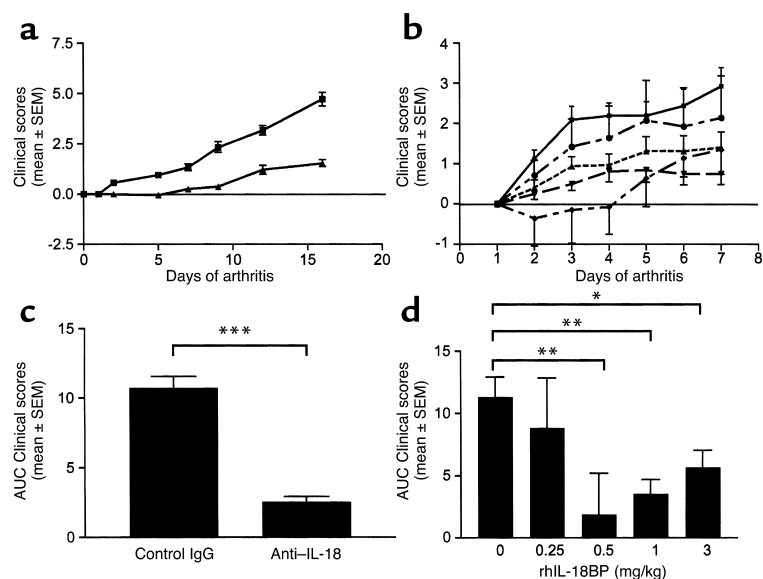 a
Clinical scores
(mean ± SEM)
7.5
5.0
2.5
0.0
-2.5
0 5 10 15 20
Days of arthritis
b
Clinical scores
(mean ± SEM)
4
3
2
1
0
-1
0 1 2 3 4 5 6 7 8
Days of arthritis
c
AUC Clinical scores
(mean ± SEM)
15
10
5
0
***
Control IgG Anti–IL-18
d
AUC Clinical scores
(mean ± SEM)
15
10
5
0
*
**
**
0 0.25 0.5 1 3
rhIL-18BP (mg/kg)